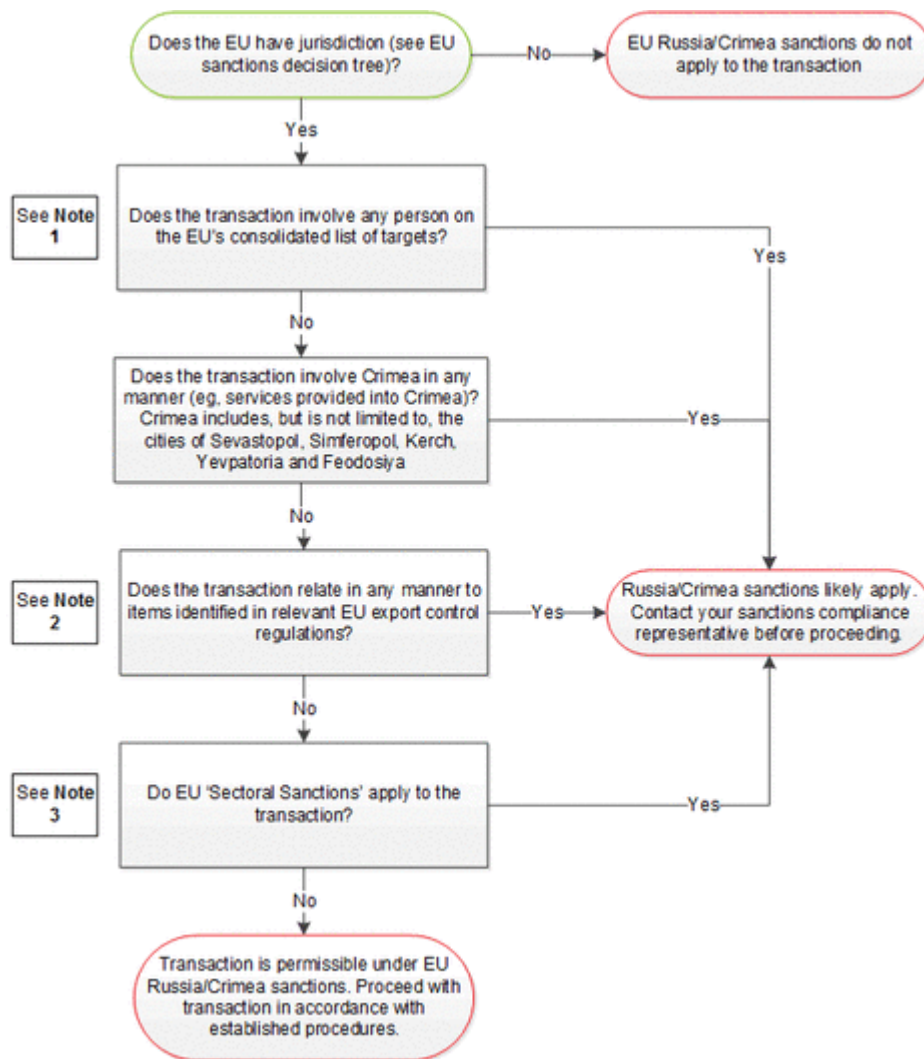 Does the EU have jurisdiction (see EU
sanctions decision tree)?
No
EU Russia/Crimea sanctions do not
apply to the transaction
Yes
See Note
1
Does the transaction involve any person on
the EU's consolidated list of targets?
Yes
No
Does the transaction involve Crimea in any
manner (eg, services provided into Crimea)?
Crimea includes, but is not limited to, the
cities of Sevastopol, Simferopol, Kerch,
Yevpatoria and Feodosiya
Yes
No
See Note
2
Does the transaction relate in any manner to
items identified in relevant EU export control
regulations?
Yes
Russia/Crimea sanctions likely apply.
Contact your sanctions compliance
representative before proceeding.
No
See Note
3
Do EU 'Sectoral Sanctions' apply to the
transaction?
Yes
No
Transaction is permissible under EU
Russia/Crimea sanctions. Proceed with
transaction in accordance with
established procedures.